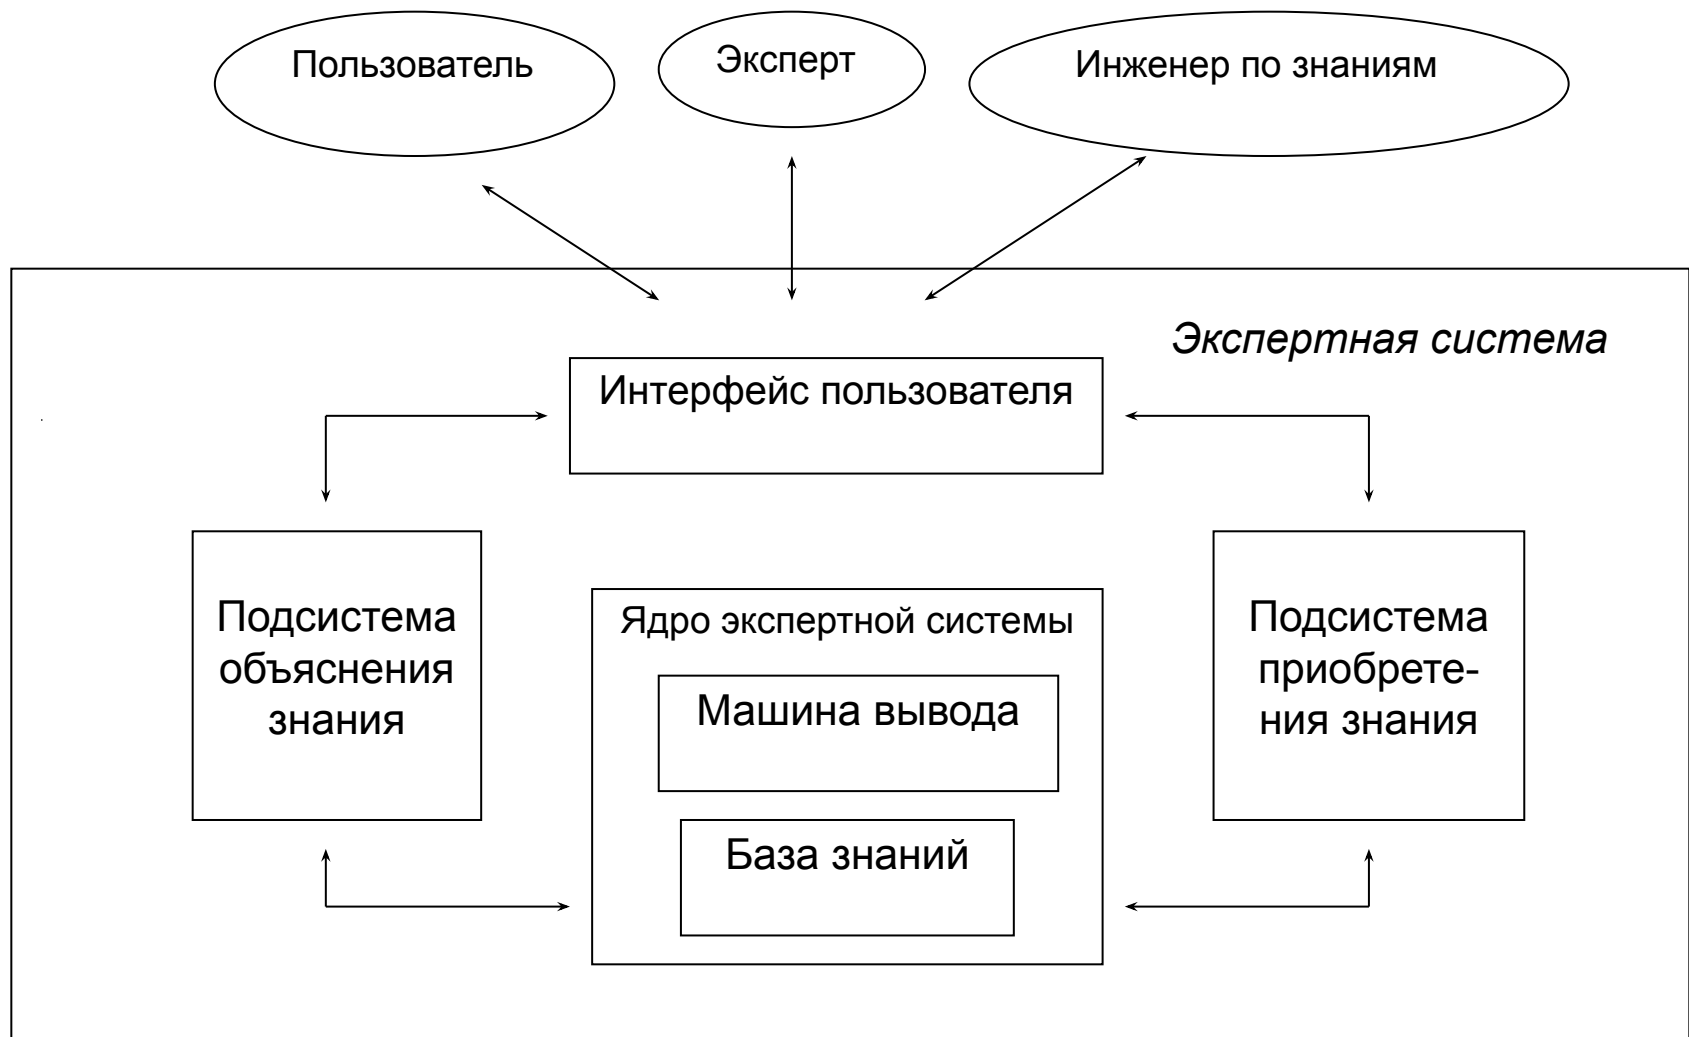 Пользователь
Эксперт
Инженер по знаниям
Экспертная система
Интерфейс пользователя
Подсистема
объяснения
знания
Ядро экспертной системы
Машина вывода
База знаний
Подсистема
приобрете-
ния знания